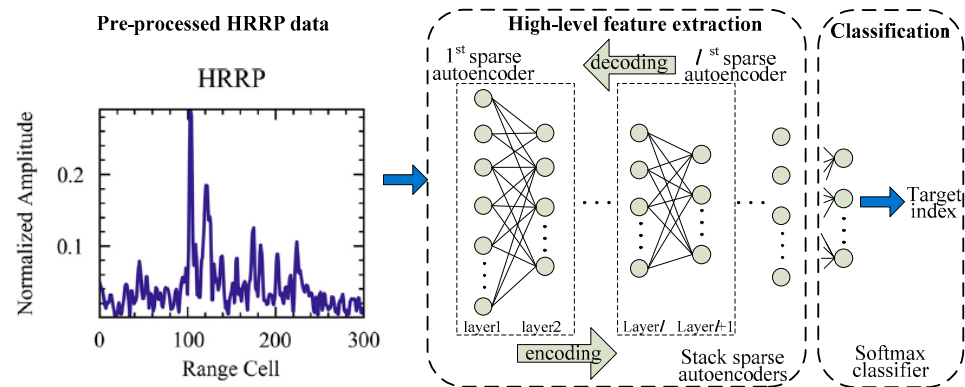 Pre-processed HRRP data
HRRP
Normalized Amplitude
0.2
0.1
0
100
200
300
Range Cell
High-level feature extraction
1st sparse
autoencoder
decoding
l st sparse
autoencoder
layer1
layer2
Layerl
Layerl+1
encoding
Stack sparse
autoencoders
Classification
Target
index
Softmax
classifier